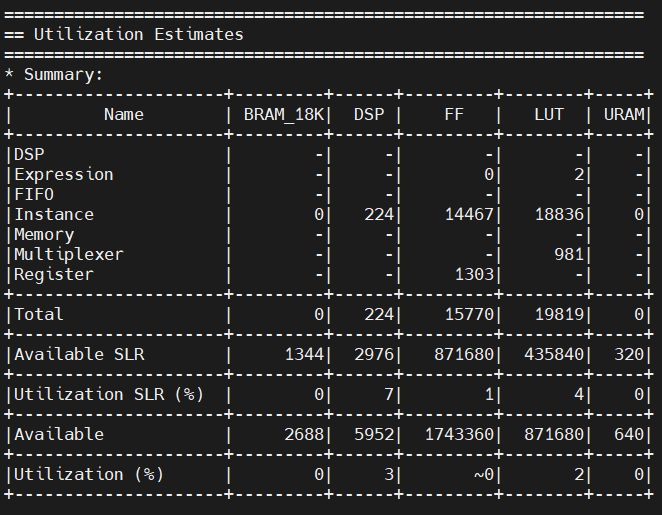 ================================================================
== Utilization Estimates
================================================================
* Summary:
+---------------------+---------+------+---------+--------+-----+
|         Name        | BRAM_18K|  DSP |    FF   |   LUT  | URAM|
+---------------------+---------+------+---------+--------+-----+
|DSP                  |        -|     -|        -|       -|    -|
|Expression           |        -|     -|        0|       2|    -|
|FIFO                 |        -|     -|        -|       -|    -|
|Instance             |        0|   224|    14467|   18836|    0|
|Memory               |        -|     -|        -|       -|    -|
|Multiplexer          |        -|     -|        -|     981|    -|
|Register             |        -|     -|     1303|       -|    -|
+---------------------+---------+------+---------+--------+-----+
|Total                |        0|   224|    15770|   19819|    0|
+---------------------+---------+------+---------+--------+-----+
|Available SLR        |     1344|  2976|   871680|  435840|  320|
+---------------------+---------+------+---------+--------+-----+
|Utilization SLR (%)  |        0|     7|        1|       4|    0|
+---------------------+---------+------+---------+--------+-----+
|Available            |     2688|  5952|  1743360|  871680|  640|
+---------------------+---------+------+---------+--------+-----+
|Utilization (%)      |        0|     3|       ~0|       2|    0|
+---------------------+---------+------+---------+--------+-----+